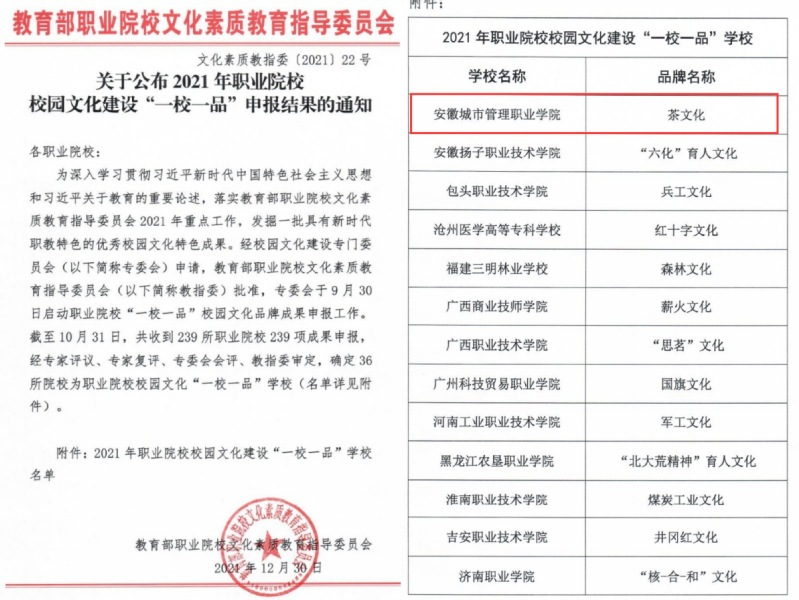 教育部职业院校文化素质教育指导委员会
文化素质教指委〔2021〕22 号
关于公布 2021 年职业院校
校园文化建设“一校一品”申报结果的通知
各职业院校：
为深入学习贯彻习近平新时代中国特色社会主义思想
和习近平关于教育的重要论述，落实教育部职业院校文化素
质教育指导委员会 2021 年重点工作，发掘一批具有新时代
职教特色的优秀校园文化特色成果。经校园文化建设专门委
员会（以下简称专委会）申请，教育部职业院校文化素质教
育指导委员会（以下简称教指委）批准，专委会于 9 月 30
日启动职业院校“一校一品”校园文化品牌成果申报工作。
截至 10 月 31 日，共收到 239 所职业院校 239 项成果申报，
经专家评议、专家复评、专委会会评、教指委审定，确定 36
所院校为职业院校校园文化“一校一品”学校（名单详见附
件）。
附件：2021 年职业院校校园文化建设“一校一品”学校
名单
教育部职业院校文化素质教育指导委员会
2021 年 12 月 30 日
附件：
2021 年职业院校校园文化建设“一校一品”学校
学校名称 品牌名称
安徽城市管理职业学院 茶文化
安徽扬子职业技术学院 “六化”育人文化
包头职业技术学院 兵工文化
沧州医学高等专科学校 红十字文化
福建三明林业学校 森林文化
广西商业技师学院 薪火文化
广西职业技术学院 “思茗”文化
广州科技贸易职业学院 国旗文化
河南工业职业技术学院 军工文化
黑龙江农垦职业学院 “北大荒精神”育人文化
淮南职业技术学院 煤炭工业文化
吉安职业技术学院 井冈红文化
济南职业学院 “核-合-和”文化